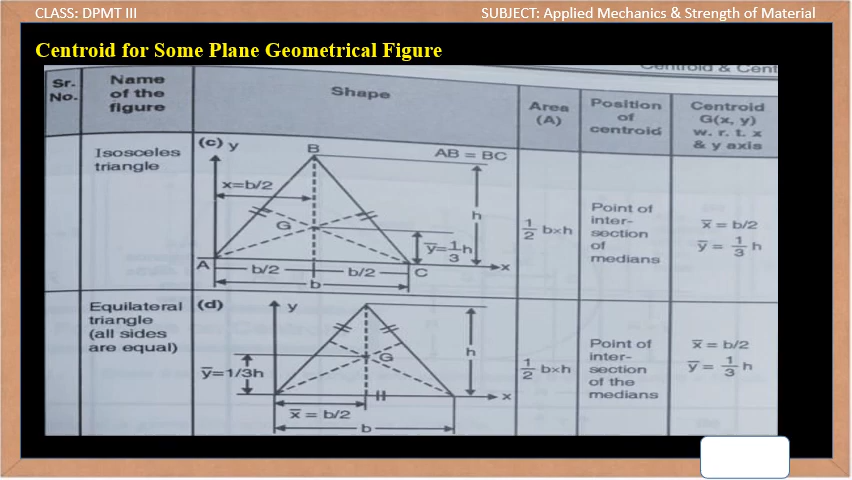 CLASS: DPMT III
SUBJECT: Applied Mechanics & Strength of Material
Centroid for Some Plane Geometrical Figure
Centroid & Cent
Sr. No.
Name of the figure
Shape
Area (A)
Position of centroid
Centroid G(x, y) w. r. t. x & y axis
Isosceles triangle
(c) y
B
AB = BC
x=b/2
h
G
y̅=1/3 h
A
b/2
b/2
C
x
b
1/2 b×h
Point of inter-section of medians
x̅ = b/2
y̅ = 1/3 h
Equilateral triangle (all sides are equal)
(d)
y
h
G
y̅=1/3h
x
x̅ = b/2
b
1/2 b×h
Point of inter-section of the medians
x̅ = b/2
y̅ = 1/3 h